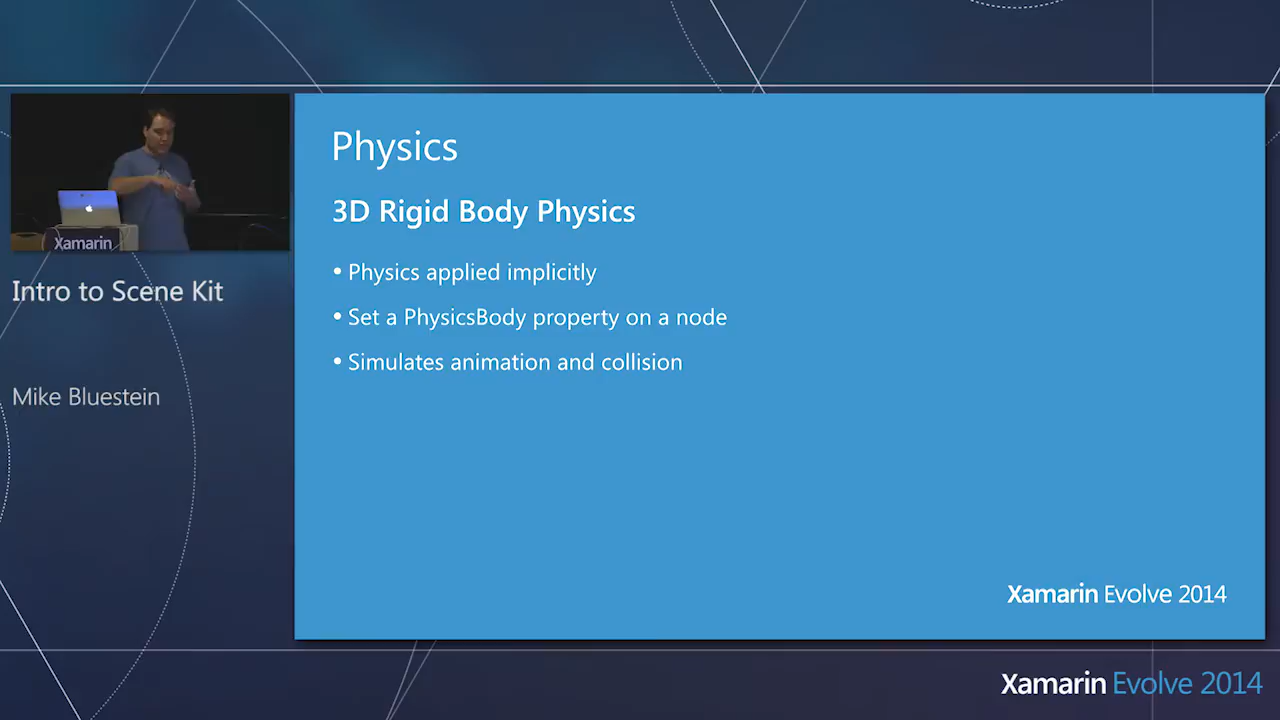 Physics
3D Rigid Body Physics
• Physics applied implicitly
• Set a PhysicsBody property on a node
• Simulates animation and collision
Xamarin Evolve 2014
Xamarin
Intro to Scene Kit
Mike Bluestein
Xamarin Evolve 2014